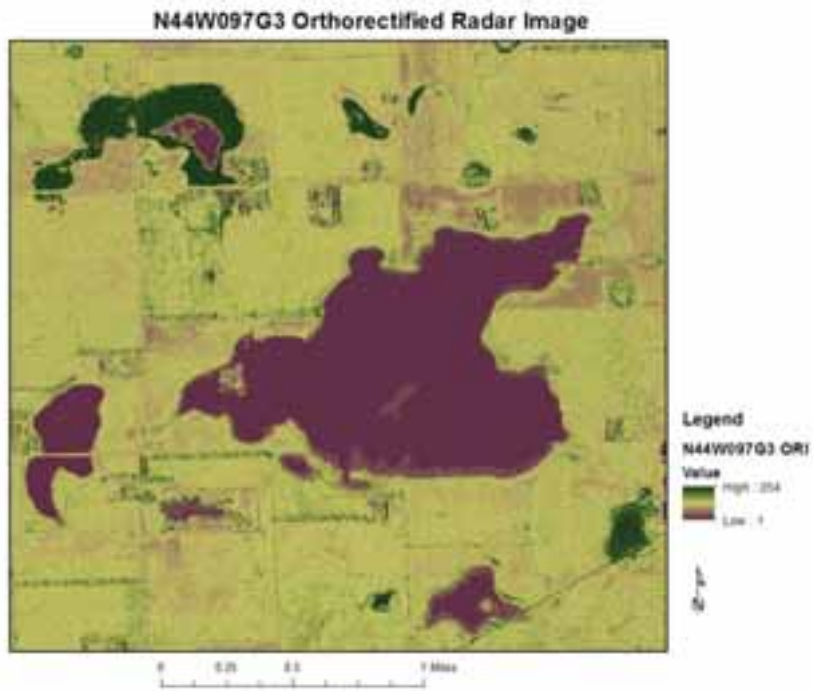 N44W097G3 Orthorectified Radar Image
Legend
N44W097G3 ORI
Value
High : 254
Low : 1
N
0 0.25 0.5 1 Miles